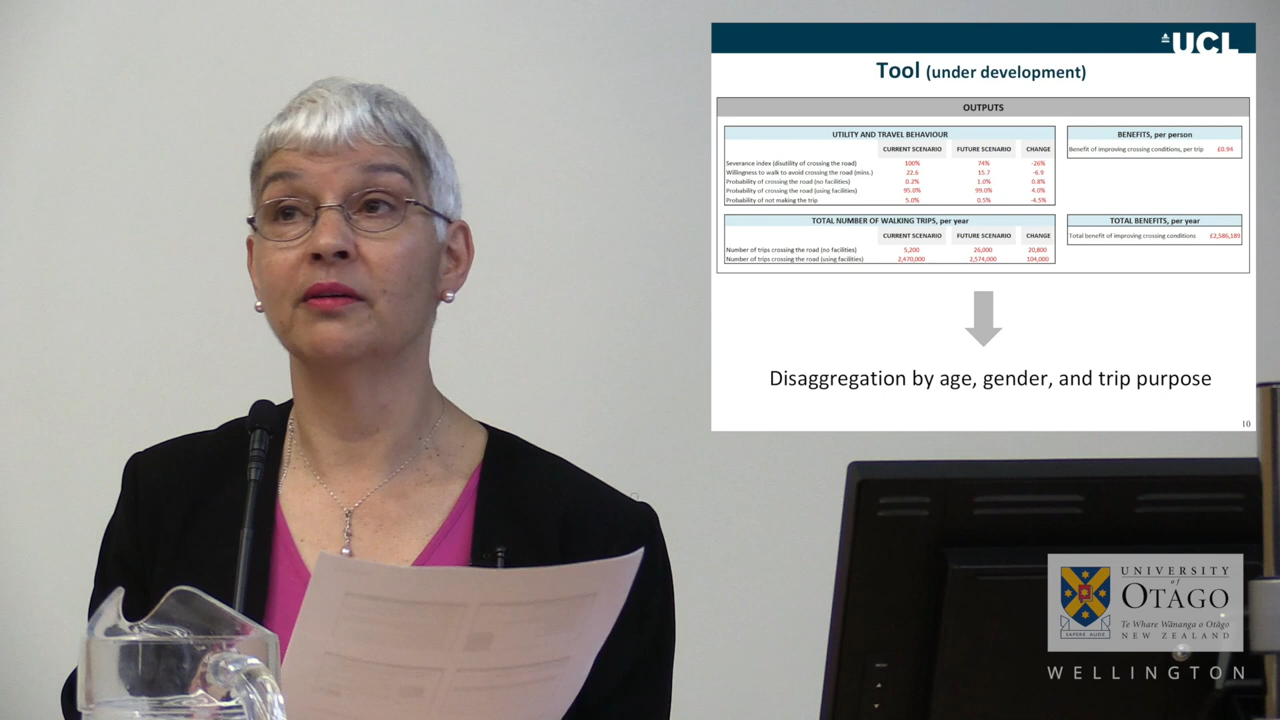 UCL
Tool (under development)
OUTPUTS
UTILITY AND TRAVEL BEHAVIOUR
CURRENT SCENARIO FUTURE SCENARIO CHANGE
Severance index (disutility of crossing the road) 100% 74% -26%
Willingness to walk to avoid crossing the road (mins.) 22.6 15.7 -6.9
Probability of crossing the road (no facilities) 0.2% 1.0% 0.8%
Probability of crossing the road (using facilities) 95.0% 99.0% 4.0%
Probability of not making the trip 5.0% 0.5% -4.5%
BENEFITS, per person
Benefit of improving crossing conditions, per trip £0.94
TOTAL NUMBER OF WALKING TRIPS, per year
CURRENT SCENARIO FUTURE SCENARIO CHANGE
Number of trips crossing the road (no facilities) 5,200 26,000 20,800
Number of trips crossing the road (using facilities) 2,470,000 2,574,000 104,000
TOTAL BENEFITS, per year
Total benefit of improving crossing conditions £2,586,189
Disaggregation by age, gender, and trip purpose
10
UNIVERSITY
of
OTAGO
Te Whare Wānanga o Otāgo
NEW ZEALAND
SAPERE AUDE
WELLINGTON